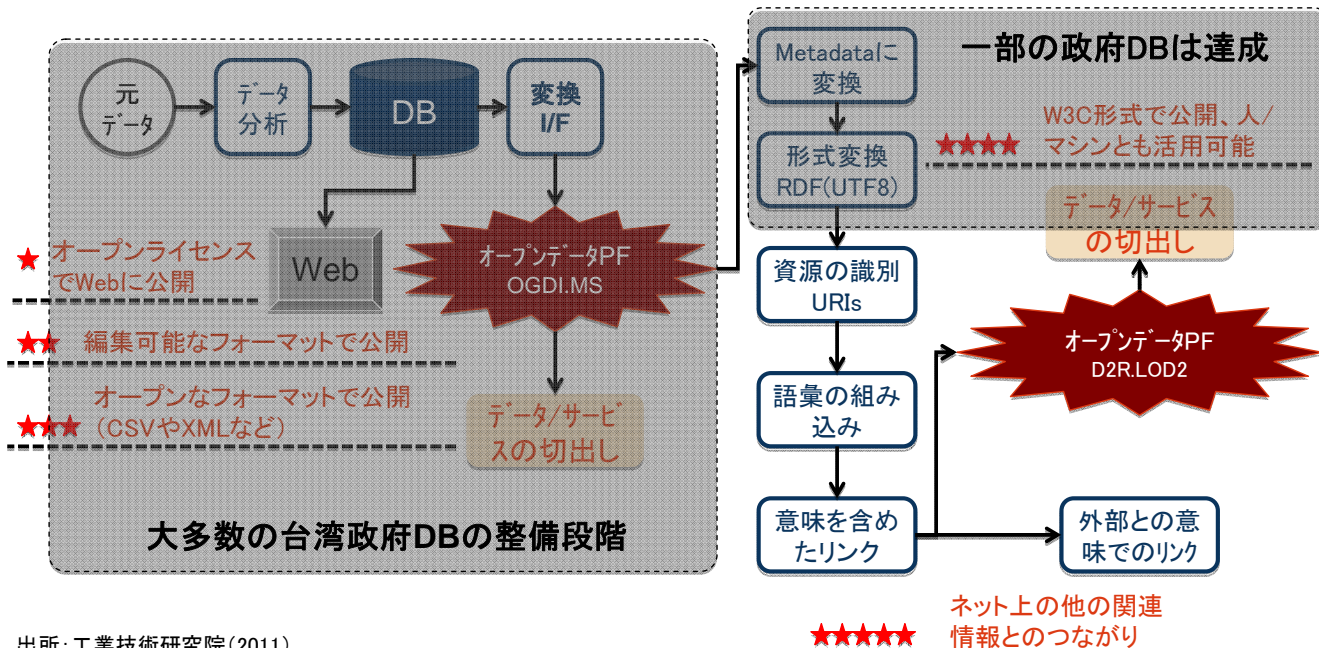 元
データ
データ
分析
DB
変換
I/F
Web
オープンデータPF
OGDI.MS
データ/サービ
スの切出し
★ オープンライセンス
でWebに公開
★★ 編集可能なフォーマットで公開
★★★ オープンなフォーマットで公開
(CSVやXMLなど)
大多数の台湾政府DBの整備段階
一部の政府DBは達成
Metadataに
変換
形式変換
RDF(UTF8)
★★★★ W3C形式で公開、人/
マシンとも活用可能
データ/サービス
の切出し
資源の識別
URIs
オープンデータPF
D2R.LOD2
語彙の組み
込み
意味を含め
たリンク
外部との意
味でのリンク
★★★★★ ネット上の他の関連
情報とのつながり
出所:工業技術研究院(2011)